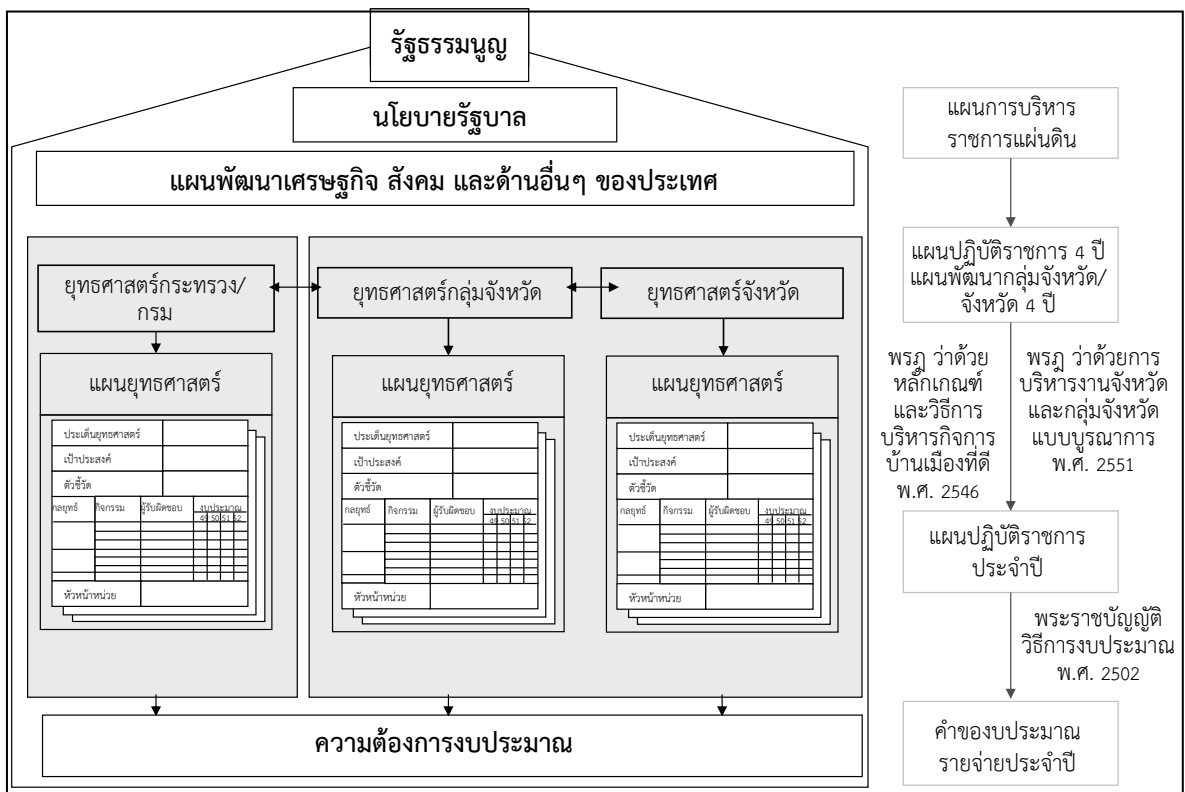 รัฐธรรมนูญ
นโยบายรัฐบาล
แผนพัฒนาเศรษฐกิจ สังคม และด้านอื่นๆ ของประเทศ
ยุทธศาสตร์กระทรวง/
กรม
ยุทธศาสตร์กลุ่มจังหวัด
ยุทธศาสตร์จังหวัด
แผนยุทธศาสตร์
ประเด็นยุทธศาสตร์
เป้าประสงค์
ตัวชี้วัด
กลยุทธ์ กิจกรรม ผู้รับผิดชอบ งบประมาณ
49 50 51 52
หัวหน้าหน่วย
แผนยุทธศาสตร์
ประเด็นยุทธศาสตร์
เป้าประสงค์
ตัวชี้วัด
กลยุทธ์ กิจกรรม ผู้รับผิดชอบ งบประมาณ
49 50 51 52
หัวหน้าหน่วย
แผนยุทธศาสตร์
ประเด็นยุทธศาสตร์
เป้าประสงค์
ตัวชี้วัด
กลยุทธ์ กิจกรรม ผู้รับผิดชอบ งบประมาณ
49 50 51 52
หัวหน้าหน่วย
ความต้องการงบประมาณ
แผนการบริหาร
ราชการแผ่นดิน
แผนปฏิบัติราชการ 4 ปี
แผนพัฒนากลุ่มจังหวัด/
จังหวัด 4 ปี
พรฎ ว่าด้วย
หลักเกณฑ์
และวิธีการ
บริหารกิจการ
บ้านเมืองที่ดี
พ.ศ. 2546
พรฎ ว่าด้วยการ
บริหารงานจังหวัด
และกลุ่มจังหวัด
แบบบูรณาการ
พ.ศ. 2551
แผนปฏิบัติราชการ
ประจำปี
พระราชบัญญัติ
วิธีการงบประมาณ
พ.ศ. 2502
คำของบประมาณ
รายจ่ายประจำปี